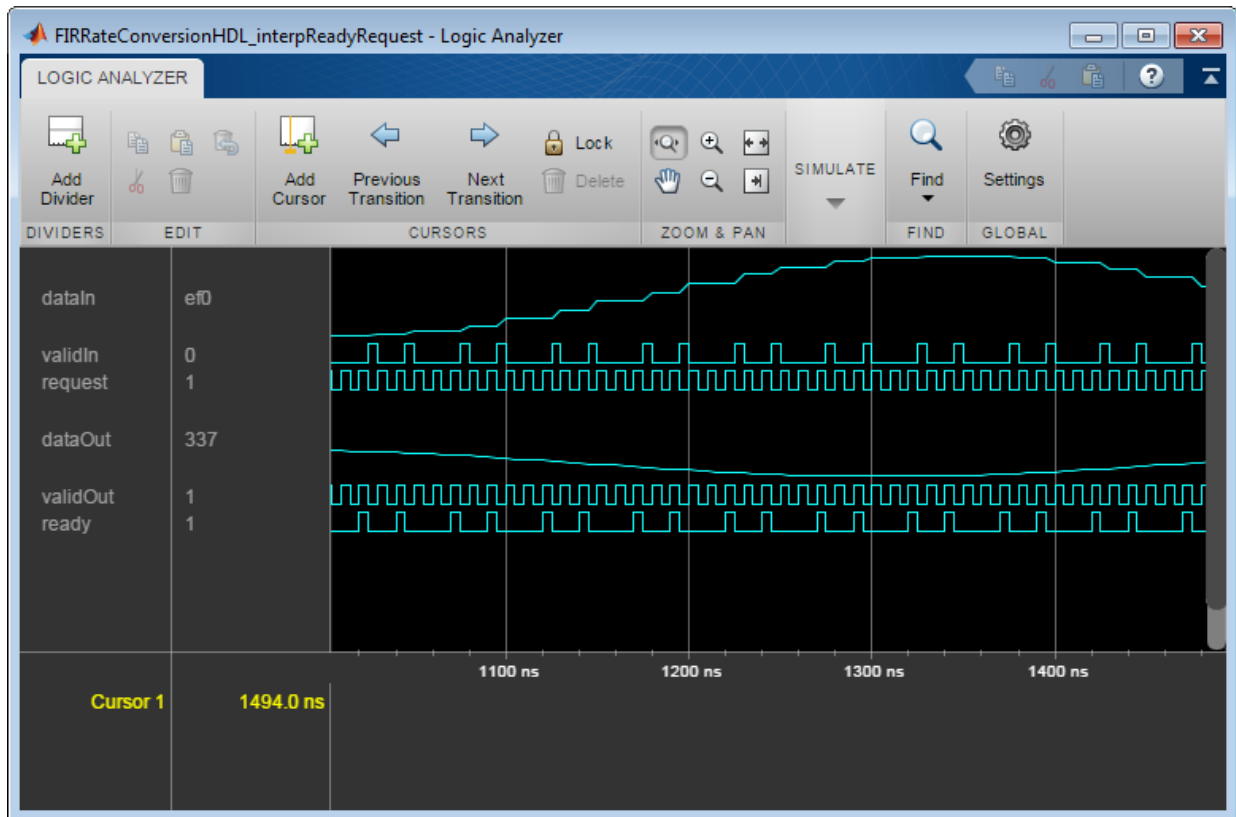 FIRRateConversionHDL_interpReadyRequest - Logic Analyzer
LOGIC ANALYZER
?
Add Divider
Add Cursor
Previous Transition
Next Transition
Lock
Delete
SIMULATE
Find
Settings
DIVIDERS
EDIT
CURSORS
ZOOM & PAN
FIND
GLOBAL
dataIn ef0
validIn 0
request 1
dataOut 337
validOut 1
ready 1
1100 ns 1200 ns 1300 ns 1400 ns
Cursor 1 1494.0 ns